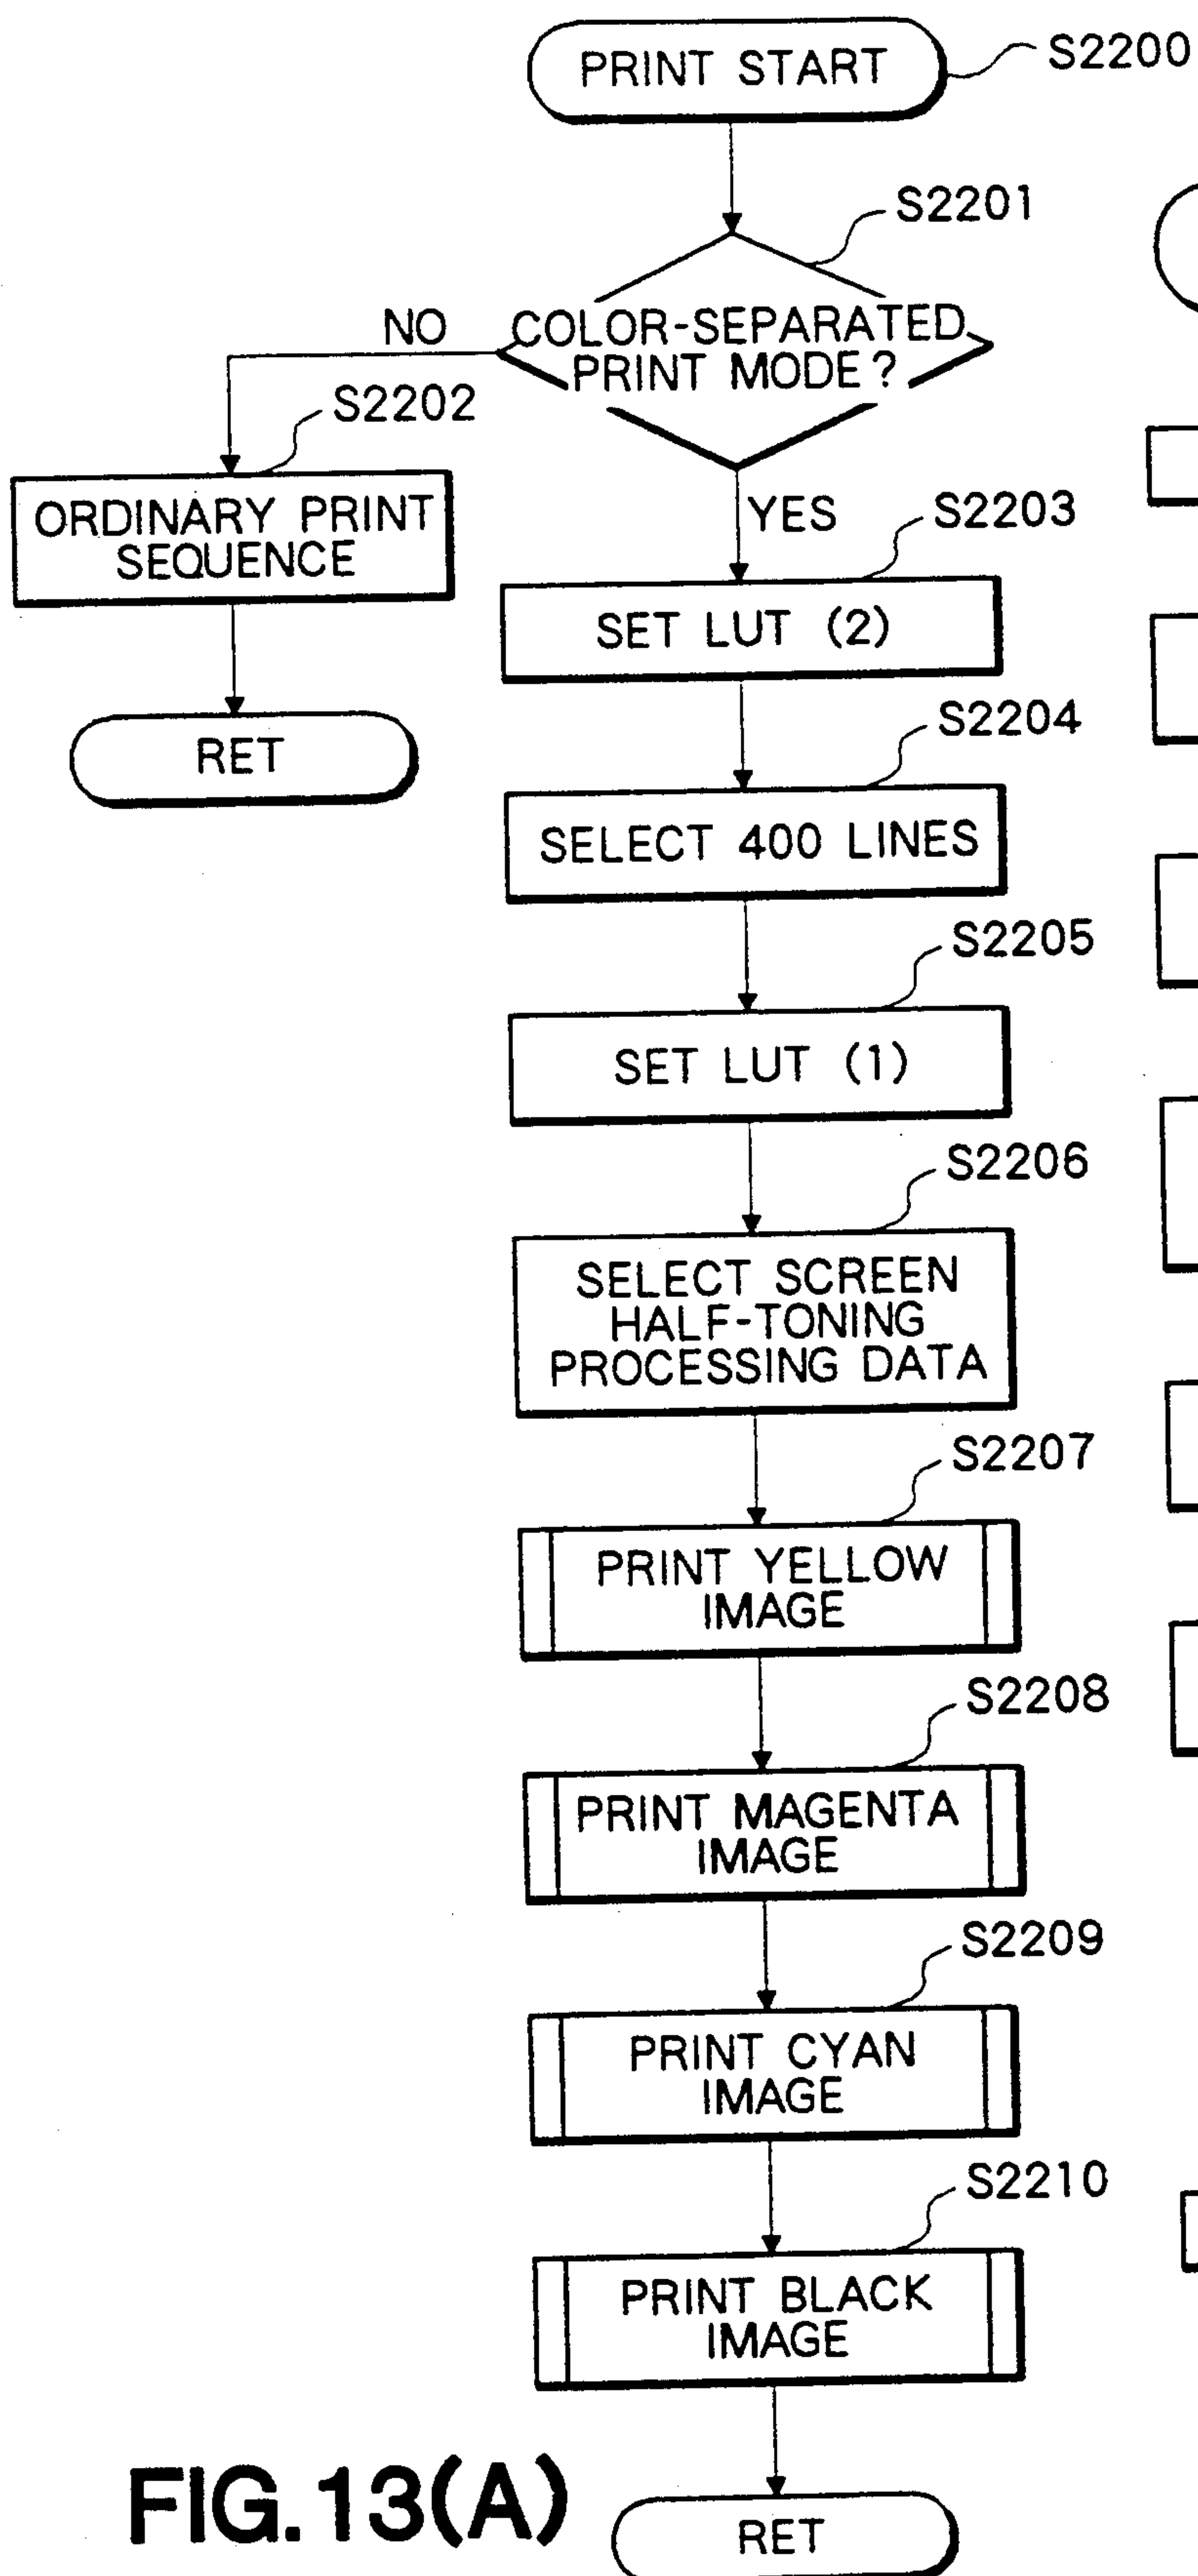 PRINT START
S2200
S2201
COLOR-SEPARATED
PRINT MODE?
NO
S2202
ORDINARY PRINT
SEQUENCE
RET
YES
S2203
SET LUT (2)
S2204
SELECT 400 LINES
S2205
SET LUT (1)
S2206
SELECT SCREEN
HALF-TONING
PROCESSING DATA
S2207
PRINT YELLOW
IMAGE
S2208
PRINT MAGENTA
IMAGE
S2209
PRINT CYAN
IMAGE
S2210
PRINT BLACK
IMAGE
RET
FIG.13(A)